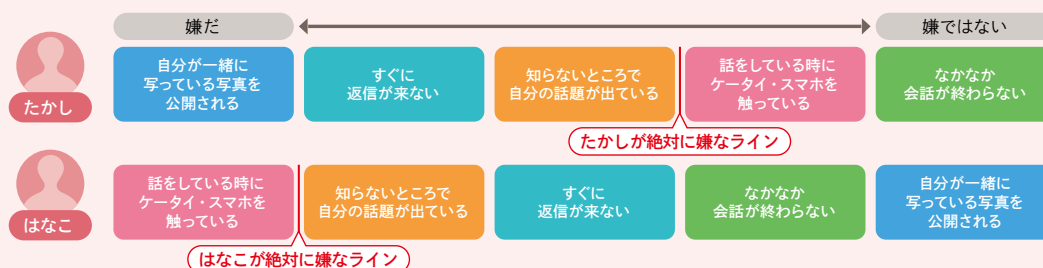 嫌だ
嫌ではない
たかし
自分が一緒に
写っている写真を
公開される
すぐに
返信が来ない
知らないところで
自分の話題が出ている
話をしている時に
ケータイ・スマホを
触っている
なかなか
会話が終わらない
たかしが絶対に嫌なライン
はなこ
話をしている時に
ケータイ・スマホを
触っている
知らないところで
自分の話題が出ている
すぐに
返信が来ない
なかなか
会話が終わらない
自分が一緒に
写っている写真を
公開される
はなこが絶対に嫌なライン